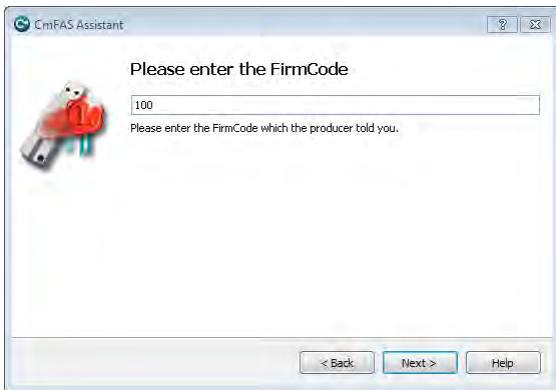 CmFAS Assistant
Please enter the FirmCode
100
Please enter the FirmCode which the producer told you.
< Back
Next >
Help